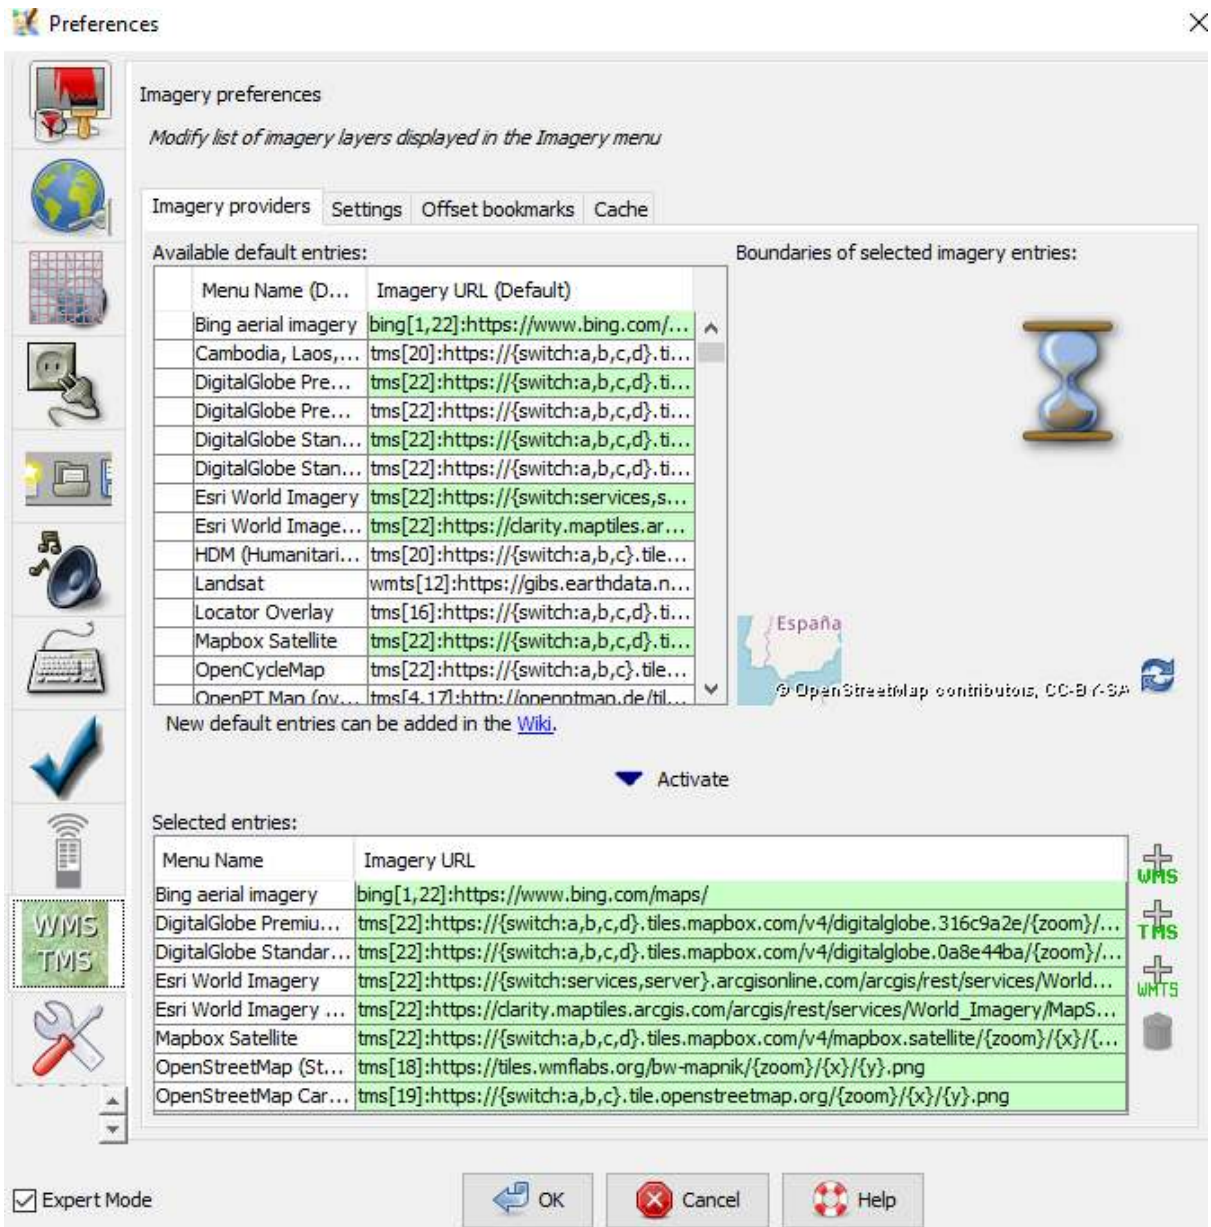 Preferences
Imagery preferences
Modify list of imagery layers displayed in the Imagery menu
Imagery providers Settings Offset bookmarks Cache
Available default entries: Boundaries of selected imagery entries:
Menu Name (D... Imagery URL (Default)
Bing aerial imagery bing[1,22]:https://www.bing.com/...
Cambodia, Laos,... tms[20]:https://{switch:a,b,c,d}.ti...
DigitalGlobe Pre... tms[22]:https://{switch:a,b,c,d}.ti...
DigitalGlobe Pre... tms[22]:https://{switch:a,b,c,d}.ti...
DigitalGlobe Stan... tms[22]:https://{switch:a,b,c,d}.ti...
DigitalGlobe Stan... tms[22]:https://{switch:a,b,c,d}.ti...
Esri World Imagery tms[22]:https://{switch:services,s...
Esri World Image... tms[22]:https://clarity.maptiles.ar...
HDM (Humanitari... tms[20]:https://{switch:a,b,c}.tile...
Landsat wmts[12]:https://gibs.earthdata.n...
Locator Overlay tms[16]:https://{switch:a,b,c,d}.ti...
Mapbox Satellite tms[22]:https://{switch:a,b,c,d}.ti...
OpenCycleMap tms[22]:https://{switch:a,b,c}.tile...
OpenPT Map (ov... tms[4,17]:http://openptmap.de/til...
España
© OpenStreetMap contributors, CC-BY-SA
New default entries can be added in the Wiki.
Activate
Selected entries:
Menu Name Imagery URL
Bing aerial imagery bing[1,22]:https://www.bing.com/maps/
DigitalGlobe Premiu... tms[22]:https://{switch:a,b,c,d}.tiles.mapbox.com/v4/digitalglobe.316c9a2e/{zoom}/...
DigitalGlobe Standar... tms[22]:https://{switch:a,b,c,d}.tiles.mapbox.com/v4/digitalglobe.0a8e44ba/{zoom}/...
Esri World Imagery tms[22]:https://{switch:services,server}.arcgisonline.com/arcgis/rest/services/World...
Esri World Imagery ... tms[22]:https://clarity.maptiles.arcgis.com/arcgis/rest/services/World_Imagery/MapS...
Mapbox Satellite tms[22]:https://{switch:a,b,c,d}.tiles.mapbox.com/v4/mapbox.satellite/{zoom}/{x}/{...
OpenStreetMap (St... tms[18]:https://tiles.wmflabs.org/bw-mapnik/{zoom}/{x}/{y}.png
OpenStreetMap Car... tms[19]:https://{switch:a,b,c}.tile.openstreetmap.org/{zoom}/{x}/{y}.png
WMS
TMS
WMTS
WMS
TMS
Expert Mode OK Cancel Help